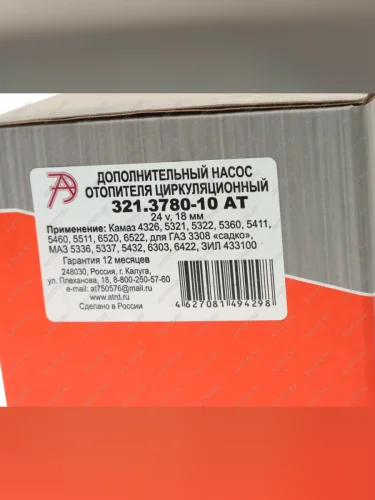 ДОПОЛНИТЕЛЬНЫЙ НАСОС
ОТОПИТЕЛЯ ЦИРКУЛЯЦИОННЫЙ
321.3780-10 АТ
24 v, 18 мм
Применение: Камаз 4326, 5321, 5322, 5360, 5411,
5460, 5511, 6520, 6522, для ГАЗ 3308 «садко»,
МАЗ 5336, 5337, 5432, 6303, 6422, ЗИЛ 433100
Гарантия 12 месяцев
248030, Россия, г. Калуга,
ул. Плеханова, 18, 8-800-250-57-60
e-mail: at750576@mail.ru
www.atrd.ru
Сделано в России
4 627081 494298